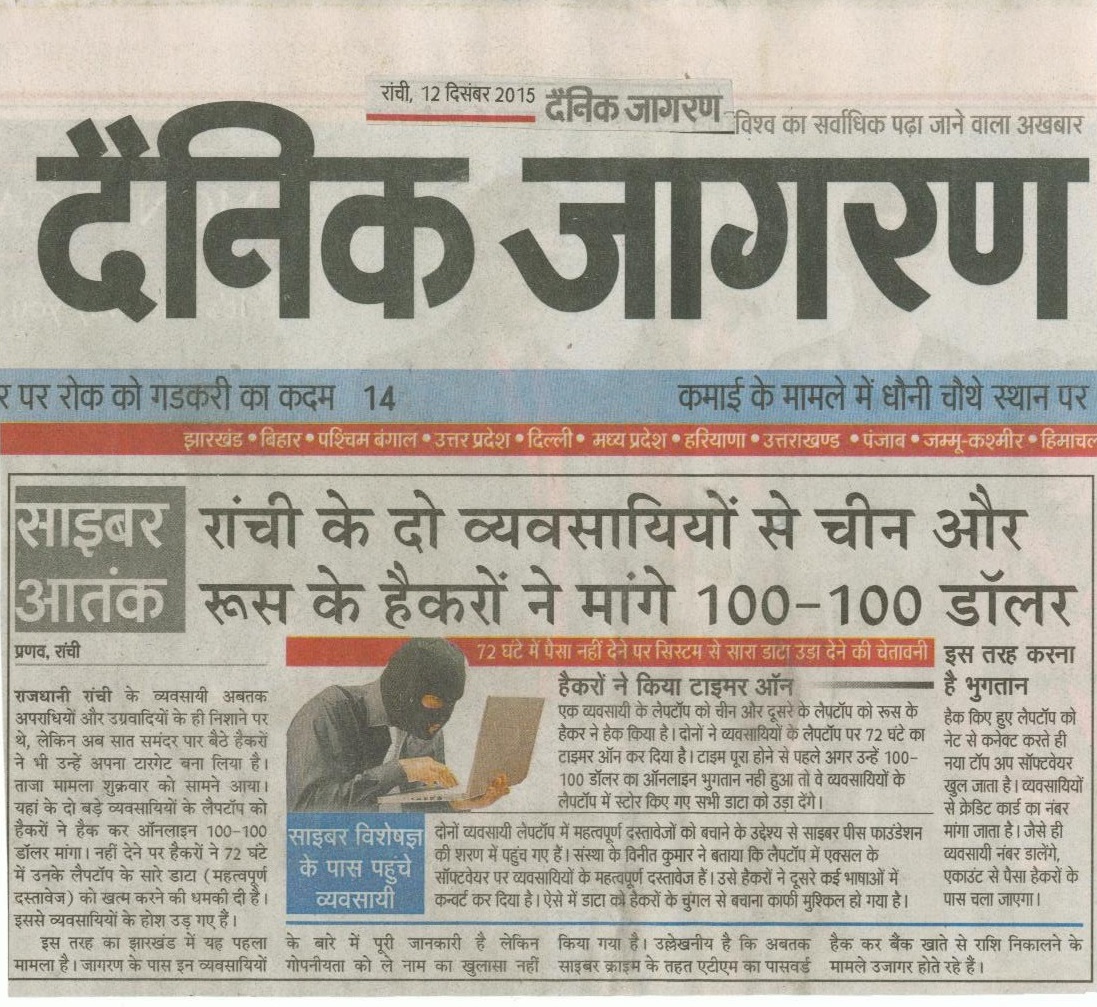 रांची, 12 दिसंबर 2015 दैनिक जागरण
विश्व का सर्वाधिक पढ़ा जाने वाला अखबार
दैनिक जागरण
र पर रोक को गडकरी का कदम 14
कमाई के मामले में धौनी चौथे स्थान पर
झारखंड • बिहार • पश्चिम बंगाल • उत्तर प्रदेश • दिल्ली • मध्य प्रदेश • हरियाणा • उत्तराखण्ड • पंजाब • जम्मू-कश्मीर • हिमाचल
साइबर
आतंक
रांची के दो व्यवसायियों से चीन और
रूस के हैकरों ने मांगे 100-100 डॉलर
प्रणव, रांची
राजधानी रांची के व्यवसायी अबतक
अपराधियों और उग्रवादियों के ही निशाने पर
थे, लेकिन अब सात समंदर पार बैठे हैकरों
ने भी उन्हें अपना टारगेट बना लिया है।
ताजा मामला शुक्रवार को सामने आया।
यहां के दो बड़े व्यवसायियों के लैपटॉप को
हैकरों ने हैक कर ऑनलाइन 100-100
डॉलर मांगा। नहीं देने पर हैकरों ने 72 घंटे
में उनके लैपटॉप के सारे डाटा (महत्वपूर्ण
दस्तावेज) को खत्म करने की धमकी दी है।
इससे व्यवसायियों के होश उड़ गए हैं।
इस तरह का झारखंड में यह पहला
मामला है। जागरण के पास इन व्यवसायियों
72 घंटे में पैसा नहीं देने पर सिस्टम से सारा डाटा उडा देने की चेतावनी
हैकरों ने किया टाइमर ऑन
एक व्यवसायी के लेपटॉप को चीन और दूसरे के लेपटॉप को रूस के
हैकर ने हेक किया है। दोनों ने व्यवसायियों के लैपटॉप पर 72 घंटे का
टाइमर ऑन कर दिया है। टाइम पूरा होने से पहले अगर उन्हें 100-
100 डॉलर का ऑनलाइन भुगतान नही हुआ तो वे व्यवसायियों के
लेपटॉप में स्टोर किए गए सभी डाटा को उडा देंगे।
साइबर विशेषज्ञ
के पास पहुंचे
व्यवसायी
दोनों व्यवसायी लेपटॉप में महत्वपूर्ण दस्तावेजों को बचाने के उद्देश्य से साइबर पीस फाउंडेशन
की शरण में पहुंच गए हैं। संस्था के विनीत कुमार ने बताया कि लेपटॉप में एक्सल के
सॉफ्टवेयर पर व्यवसायियों के महत्वपूर्ण दस्तावेज हैं। उसे हैकरों ने दूसरे कई भाषाओं में
कन्वर्ट कर दिया है। ऐसे में डाटा को हैकरों के चुंगल से बचाना काफी मुश्किल हो गया है।
इस तरह करना
है भुगतान
हैक किए हुए लेपटॉप को
नेट से कनेक्ट करते ही
नया टॉप अप सॉफ्टवेयर
खुल जाता है। व्यवसायियों
से क्रेडिट कार्ड का नंबर
मांगा जाता है। जैसे ही
व्यवसायी नंबर डालेंगे,
एकाउंट से पैसा हैकरों के
पास चला जाएगा।
के बारे में पूरी जानकारी है लेकिन
गोपनीयता को ले नाम का खुलासा नहीं
किया गया है। उल्लेखनीय है कि अबतक
साइबर क्राइम के तहत एटीएम का पासवर्ड
हैक कर बैंक खाते से राशि निकालने के
मामले उजागर होते रहे हैं।